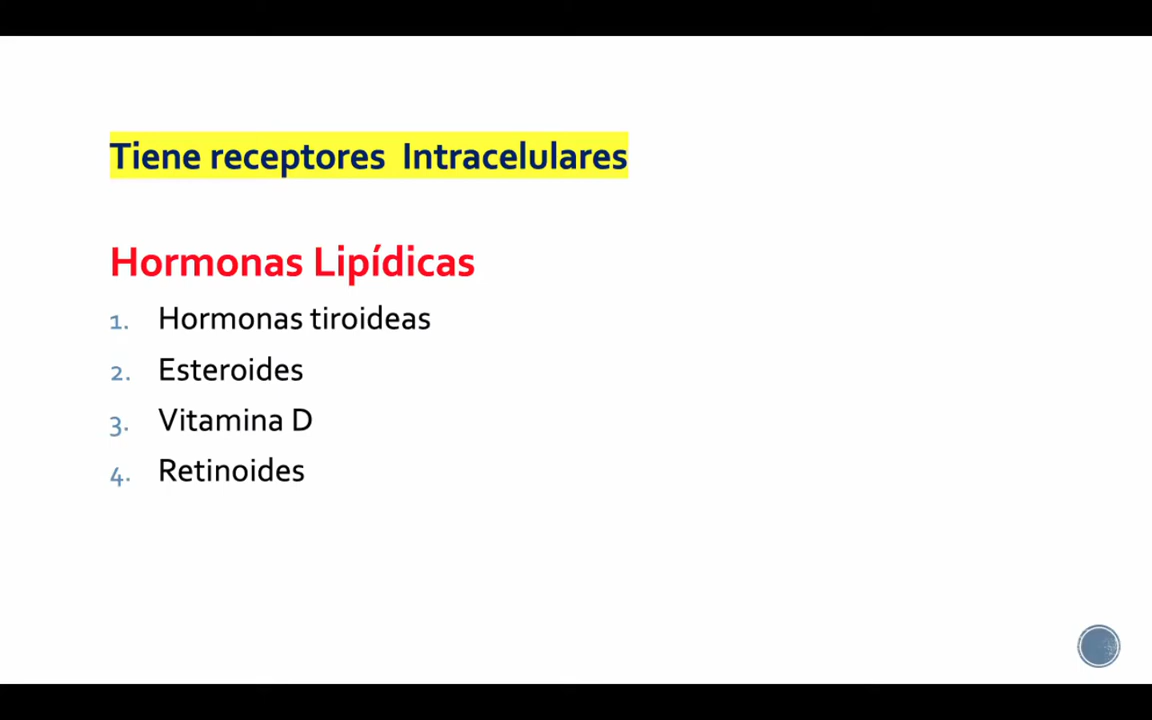 Tiene receptores Intracelulares
Hormonas Lipídicas
1. Hormonas tiroideas
2. Esteroides
3. Vitamina D
4. Retinoides